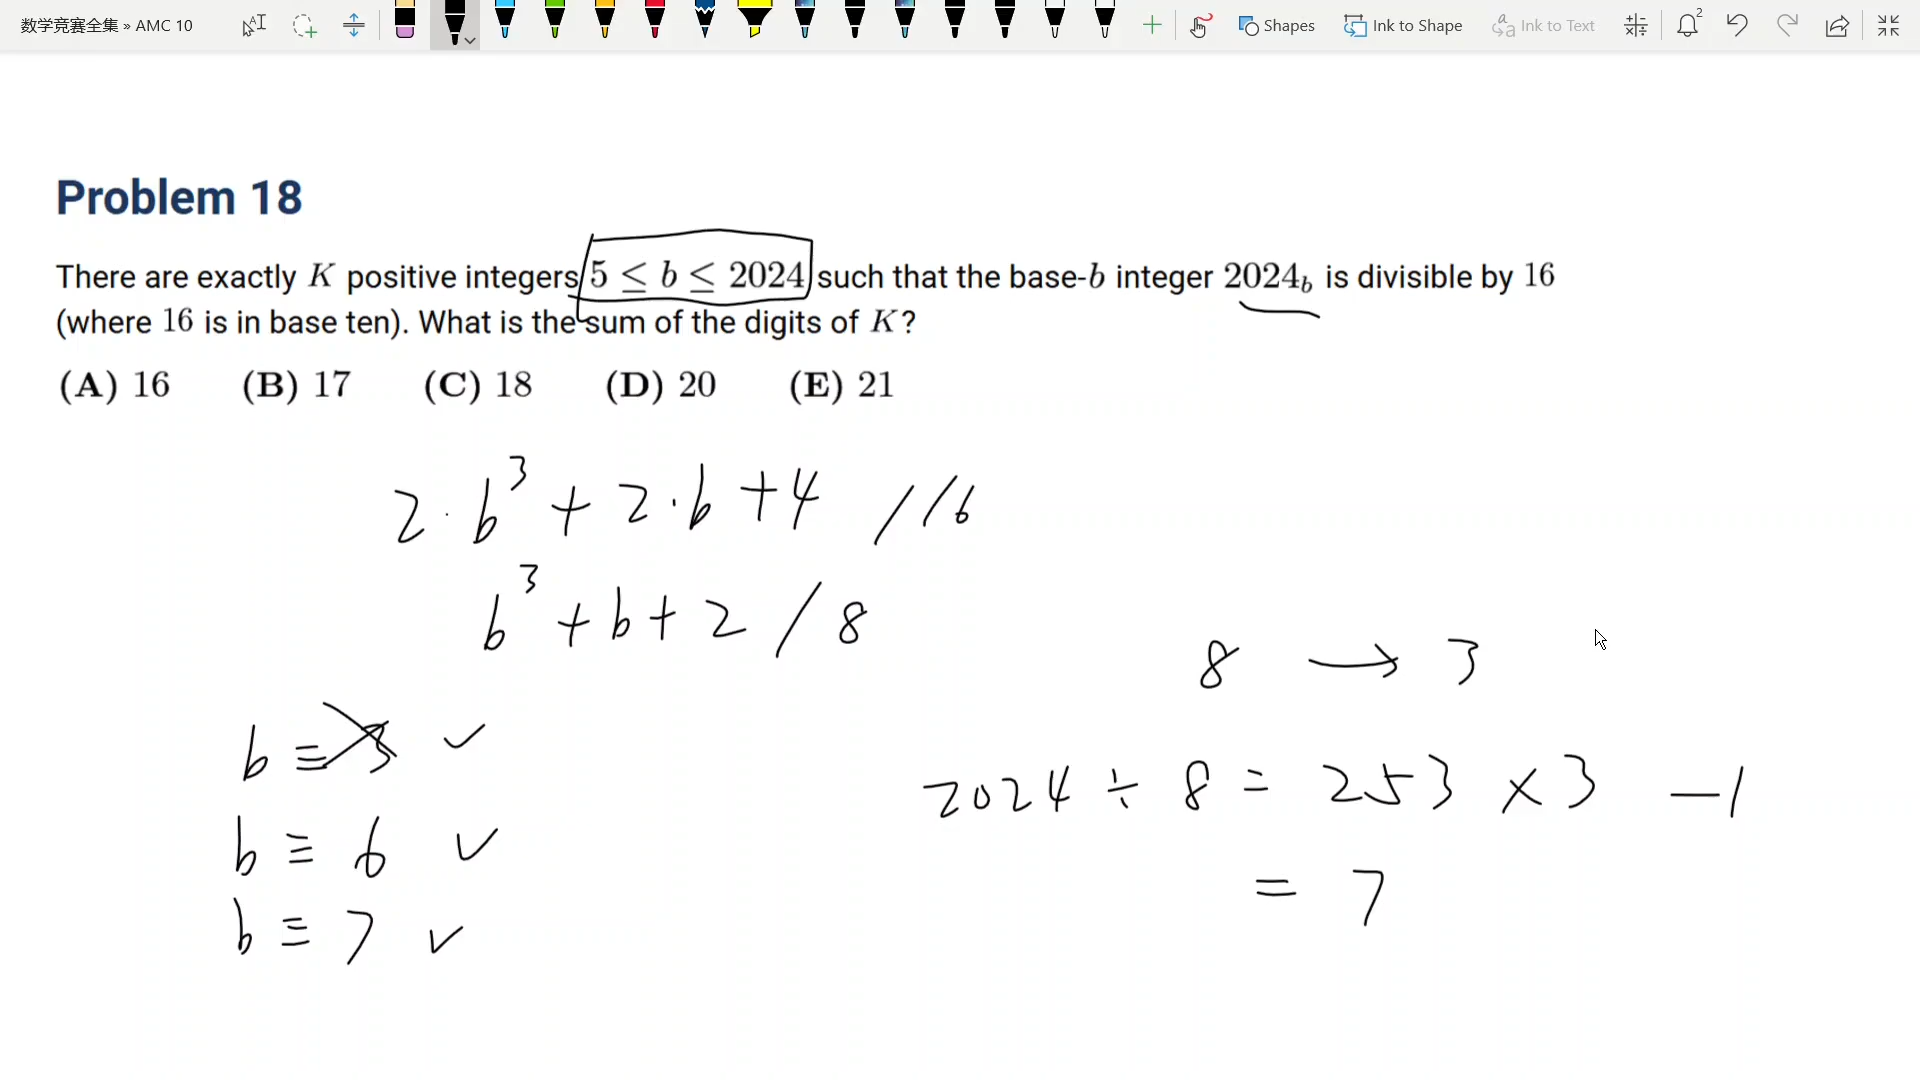 数学竞赛全集 » AMC 10
Shapes
Ink to Shape
Ink to Text
2
Problem 18
There are exactly K positive integers 5 ≤ b ≤ 2024 such that the base-b integer 2024_b is divisible by 16
(where 16 is in base ten). What is the sum of the digits of K?
(A) 16 (B) 17 (C) 18 (D) 20 (E) 21
2 · b³ + 2 · b + 4 / 16
b³ + b + 2 / 8
8 → 3
b ≡ 3 ✓
2024 ÷ 8 = 253 × 3 − 1
b ≡ 6 ✓
= 7
b ≡ 7 ✓